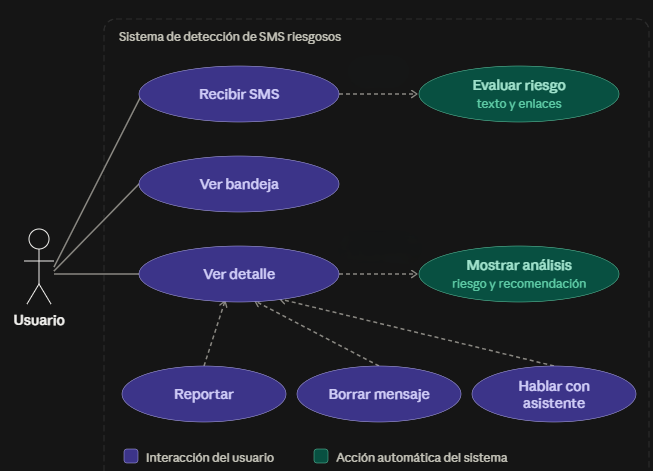 Sistema de detección de SMS riesgosos
Recibir SMS
Evaluar riesgo
texto y enlaces
Ver bandeja
Ver detalle
Mostrar análisis
riesgo y recomendación
Usuario
Reportar
Borrar mensaje
Hablar con
asistente
Interacción del usuario
Acción automática del sistema